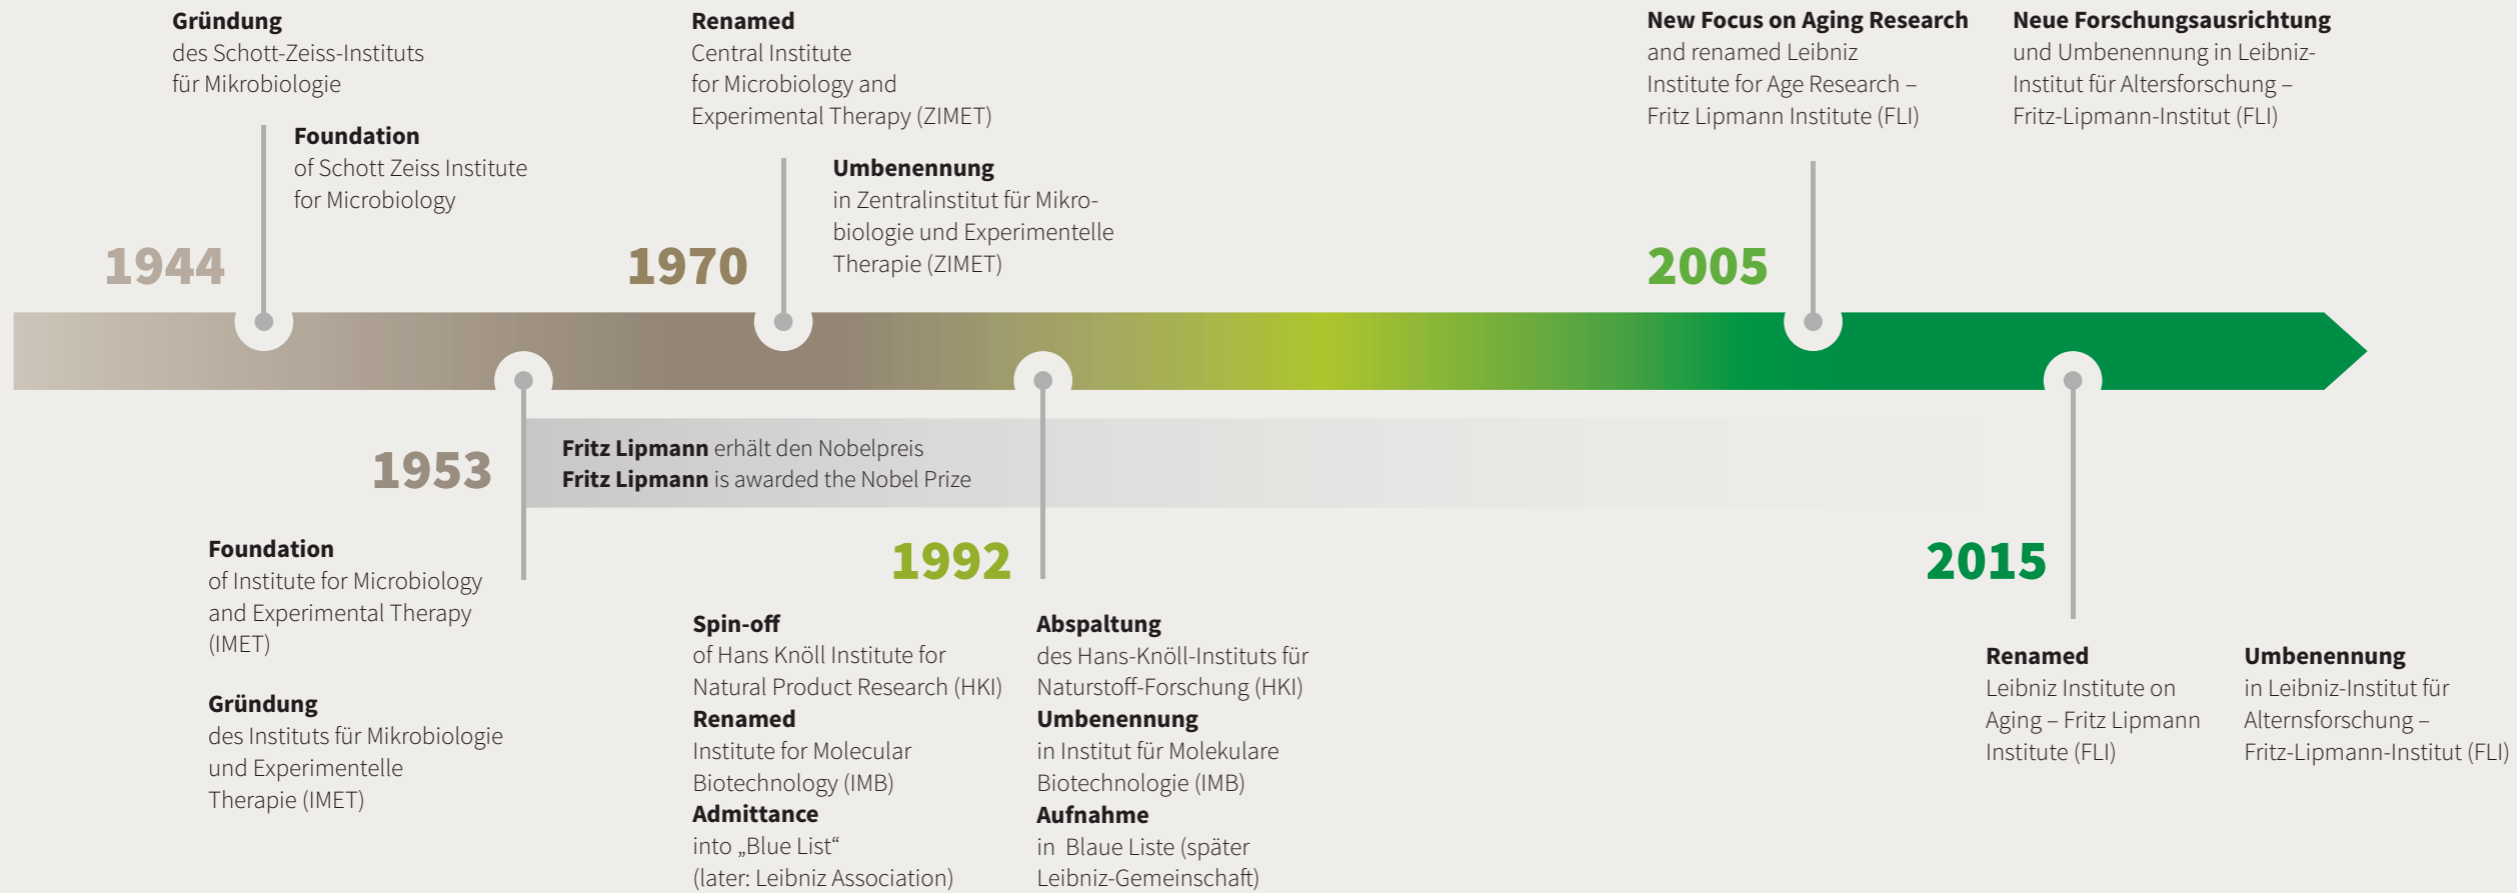 Gründung
des Schott-Zeiss-Instituts
für Mikrobiologie
Foundation
of Schott Zeiss Institute
for Microbiology
1944
Renamed
Central Institute
for Microbiology and
Experimental Therapy (ZIMET)
Umbenennung
in Zentralinstitut für Mikro-
biologie und Experimentelle
Therapie (ZIMET)
1970
New Focus on Aging Research
and renamed Leibniz
Institute for Age Research –
Fritz Lipmann Institute (FLI)
Neue Forschungsausrichtung
und Umbenennung in Leibniz-
Institut für Altersforschung –
Fritz-Lipmann-Institut (FLI)
2005
1953
Fritz Lipmann erhält den Nobelpreis
Fritz Lipmann is awarded the Nobel Prize
Foundation
of Institute for Microbiology
and Experimental Therapy
(IMET)
Gründung
des Instituts für Mikrobiologie
und Experimentelle
Therapie (IMET)
1992
Spin-off
of Hans Knöll Institute for
Natural Product Research (HKI)
Renamed
Institute for Molecular
Biotechnology (IMB)
Admittance
into „Blue List“
(later: Leibniz Association)
Abspaltung
des Hans-Knöll-Instituts für
Naturstoff-Forschung (HKI)
Umbenennung
in Institut für Molekulare
Biotechnologie (IMB)
Aufnahme
in Blaue Liste (später
Leibniz-Gemeinschaft)
2015
Renamed
Leibniz Institute on
Aging – Fritz Lipmann
Institute (FLI)
Umbenennung
in Leibniz-Institut für
Alternsforschung –
Fritz-Lipmann-Institut (FLI)